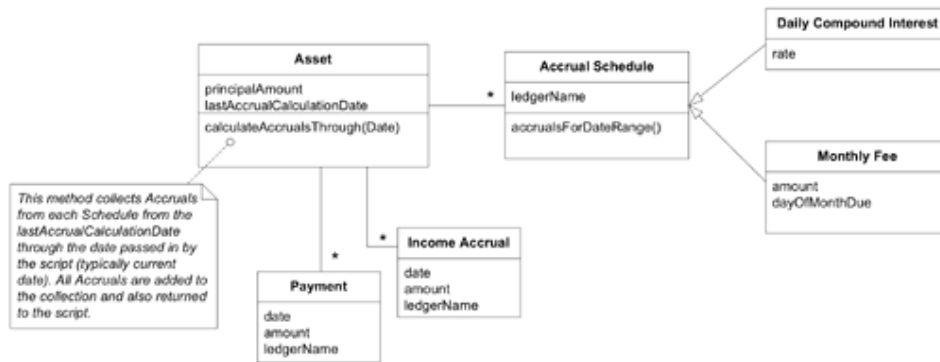 Asset
principalAmount
lastAccrualCalculationDate
calculateAccrualsThrough(Date)
*
Accrual Schedule
ledgerName
accrualsForDateRange()
Daily Compound Interest
rate
Monthly Fee
amount
dayOfMonthDue
This method collects Accruals
from each Schedule from the
lastAccrualCalculationDate
through the date passed in by
the script (typically current
date). All Accruals are added to
the collection and also returned
to the script.
*
Payment
date
amount
ledgerName
*
Income Accrual
date
amount
ledgerName